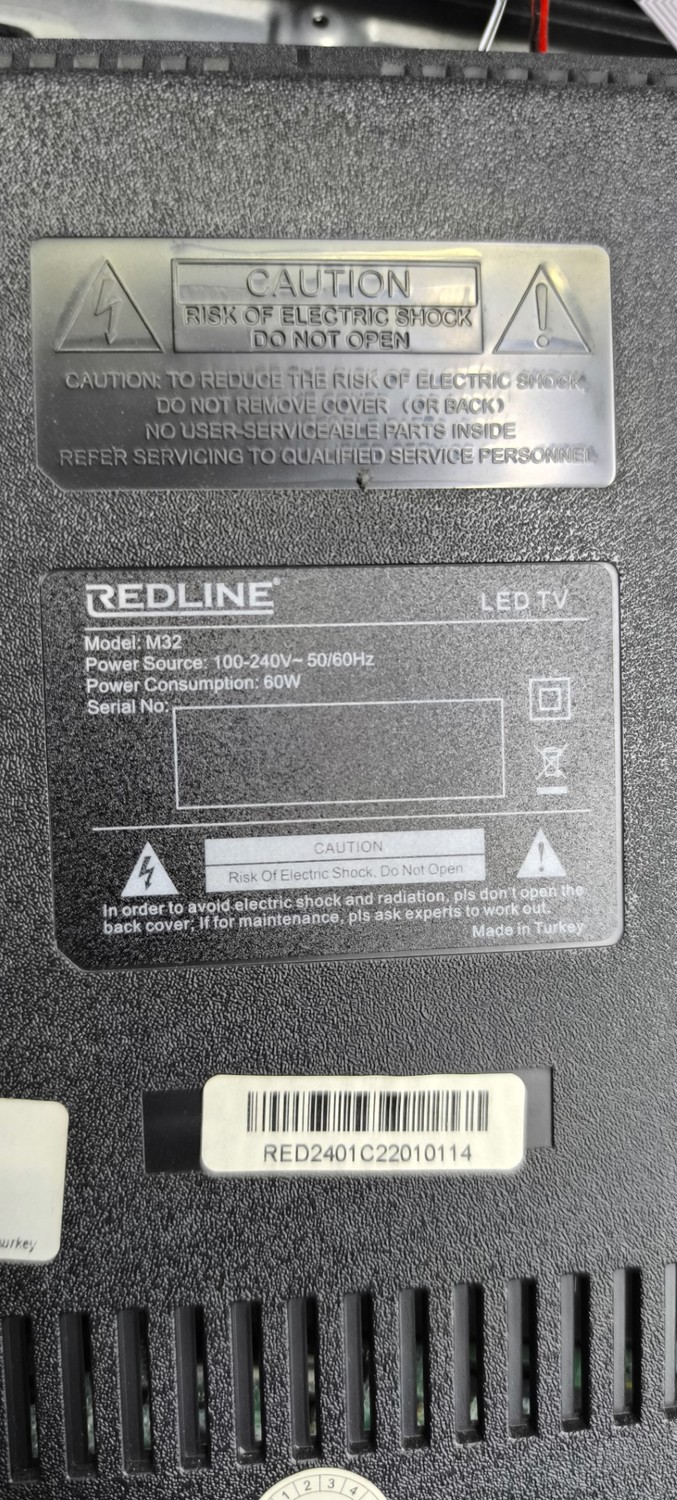 CAUTION
RISK OF ELECTRIC SHOCK
DO NOT OPEN
CAUTION: TO REDUCE THE RISK OF ELECTRIC SHOCK,
DO NOT REMOVE COVER (OR BACK)
NO USER-SERVICEABLE PARTS INSIDE
REFER SERVICING TO QUALIFIED SERVICE PERSONNEL
REDLINE®
LED TV
Model: M32
Power Source: 100-240V~ 50/60Hz
Power Consumption: 60W
Serial No:
CAUTION
Risk Of Electric Shock, Do Not Open
In order to avoid electric shock and radiation, pls don't open the
back cover; If for maintenance, pls ask experts to work out.
Made in Turkey
RED2401C22010114
1 2 3 4